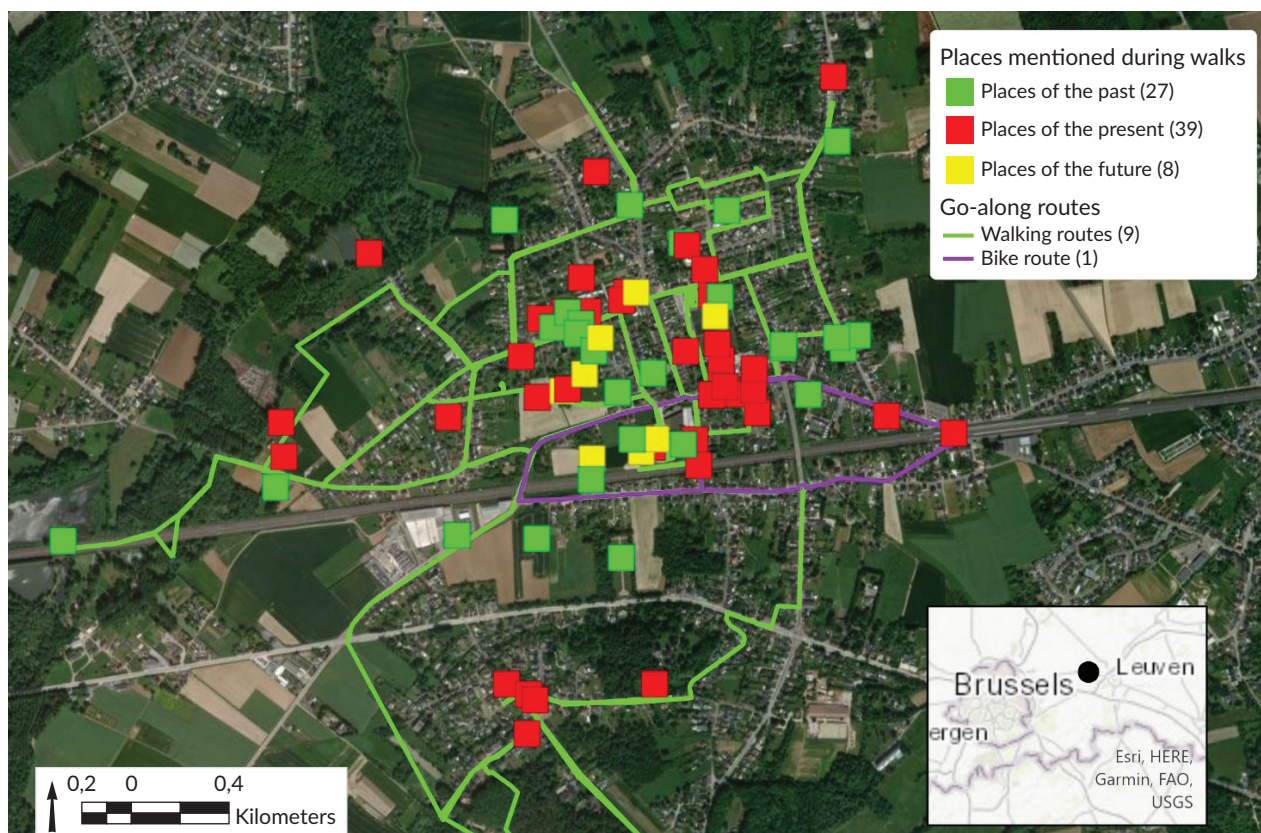 Places mentioned during walks
Places of the past (27)
Places of the present (39)
Places of the future (8)
Go-along routes
Walking routes (9)
Bike route (1)
Leuven
Brussels
ergen
Esri, HERE,
Garmin, FAO,
USGS
0,2 0 0,4
Kilometers